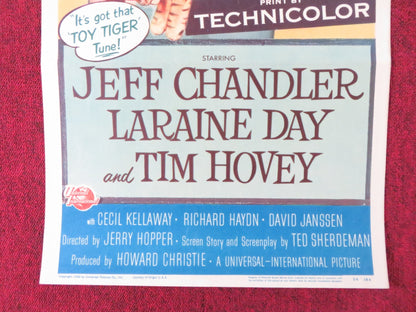 PRINT BY
TECHNICOLOR
"It's got that
'TOY TIGER'
Tune!"
STARRING
JEFF CHANDLER
LARAINE DAY
and TIM HOVEY
with CECIL KELLAWAY · RICHARD HAYDN · DAVID JANSSEN
Directed by JERRY HOPPER · Screen Story and Screenplay by TED SHERDEMAN
Produced by HOWARD CHRISTIE · A UNIVERSAL-INTERNATIONAL PICTURE